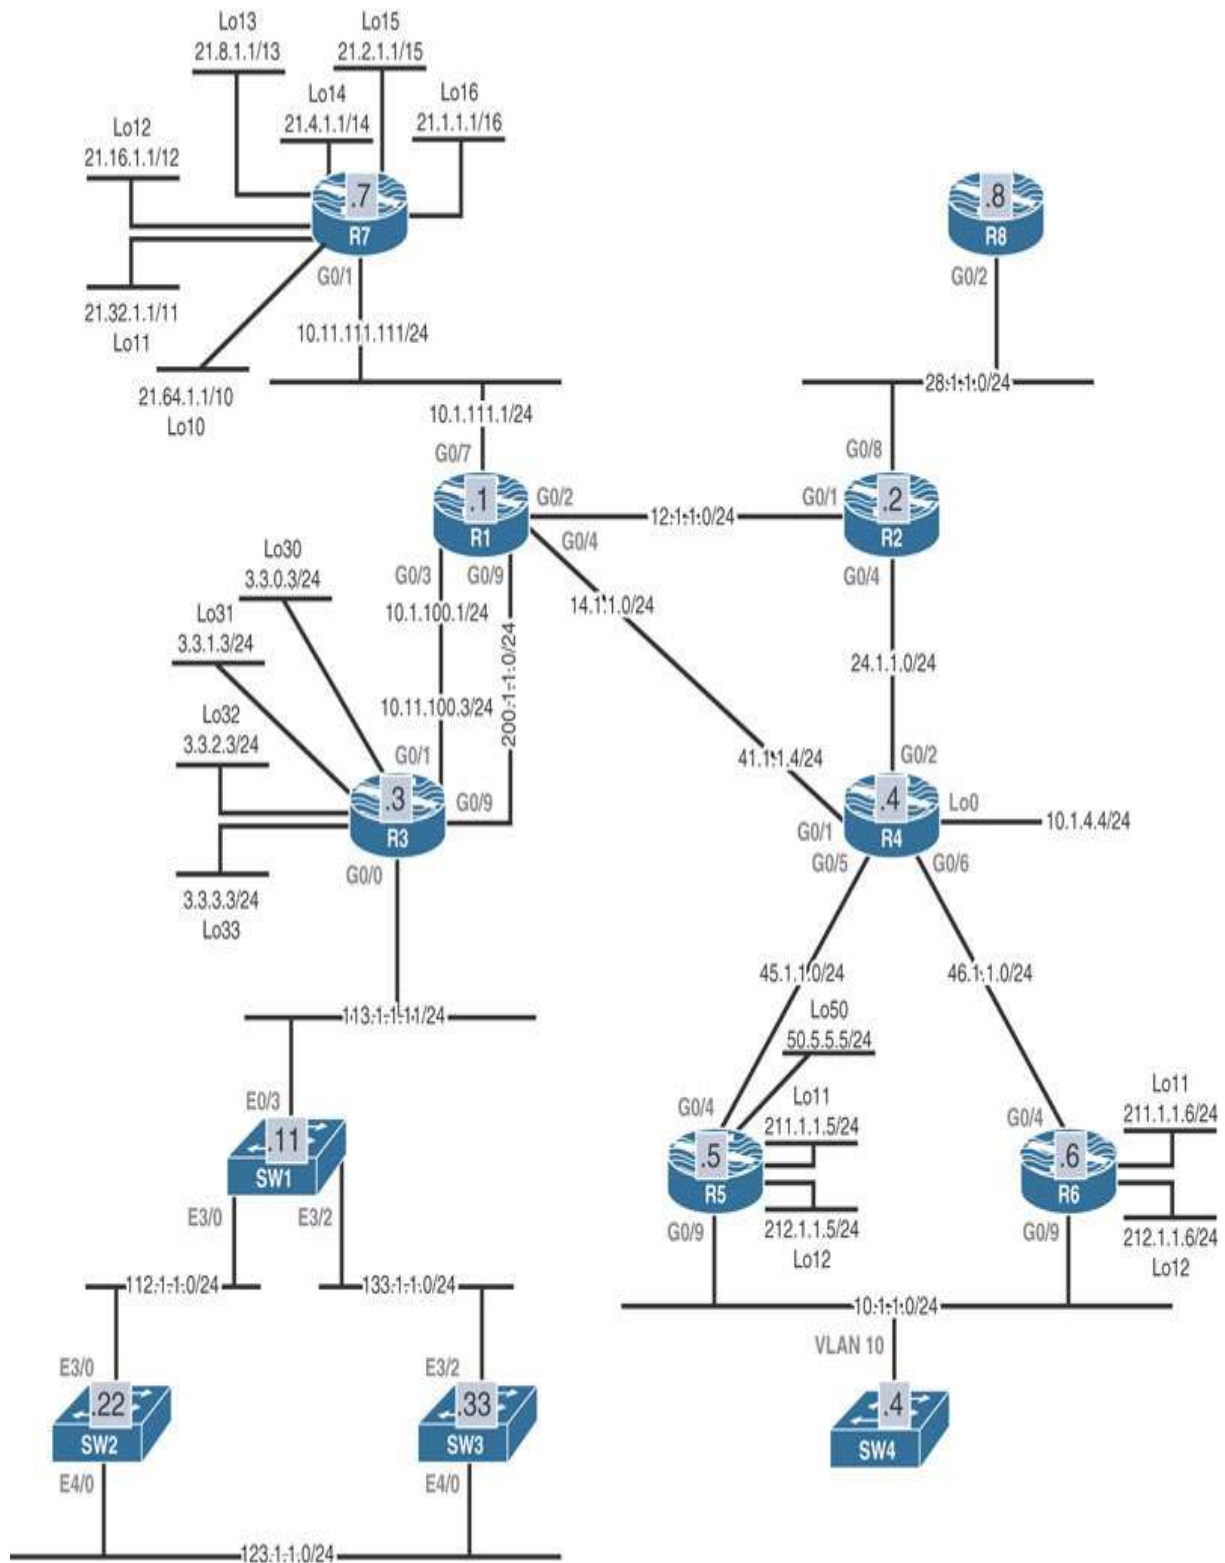 Lo13
21.8.1.1/13
Lo15
21.2.1.1/15
Lo14
21.4.1.1/14
Lo16
21.1.1.1/16
Lo12
21.16.1.1/12
.7
R7
G0/1
21.32.1.1/11
Lo11
21.64.1.1/10
Lo10
10.11.111.111/24
.8
R8
G0/2
28.1.1.0/24
10.1.111.1/24
G0/7
.1
R1
G0/2
12.1.1.0/24
G0/1
G0/8
.2
R2
G0/4
G0/4
14.1.1.0/24
24.1.1.0/24
G0/3
G0/9
10.1.100.1/24
200.1.1.0/24
10.11.100.3/24
Lo30
3.3.0.3/24
Lo31
3.3.1.3/24
Lo32
3.3.2.3/24
G0/1
.3
R3
G0/9
G0/0
3.3.3.3/24
Lo33
41.1.1.4/24
G0/2
.4
R4
Lo0
10.1.4.4/24
G0/1
G0/5
G0/6
45.1.1.0/24
46.1.1.0/24
113.1.1.11/24
E0/3
.11
SW1
E3/0
E3/2
112.1.1.0/24
133.1.1.0/24
Lo50
50.5.5.5/24
G0/4
.5
R5
Lo11
211.1.1.5/24
212.1.1.5/24
Lo12
G0/9
G0/4
.6
R6
Lo11
211.1.1.6/24
212.1.1.6/24
Lo12
G0/9
10.1.1.0/24
VLAN 10
.4
SW4
E3/0
.22
SW2
E4/0
E3/2
.33
SW3
E4/0
123.1.1.0/24